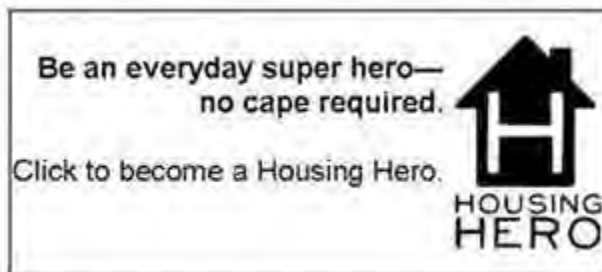 Be an everyday super hero—
no cape required.
Click to become a Housing Hero.
H
HOUSING
HERO